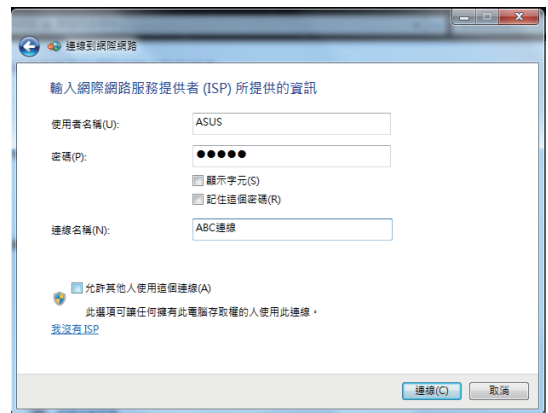 連線到網際網路
輸入網際網路服務提供者 (ISP) 所提供的資訊
使用者名稱(U):
ASUS
密碼(P):
●●●●●
顯示字元(S)
記住這個密碼(R)
連線名稱(N):
ABC連線
允許其他人使用這個連線(A)
此選項可讓任何擁有此電腦存取權的人使用此連線。
我沒有 ISP
連線(C)
取消